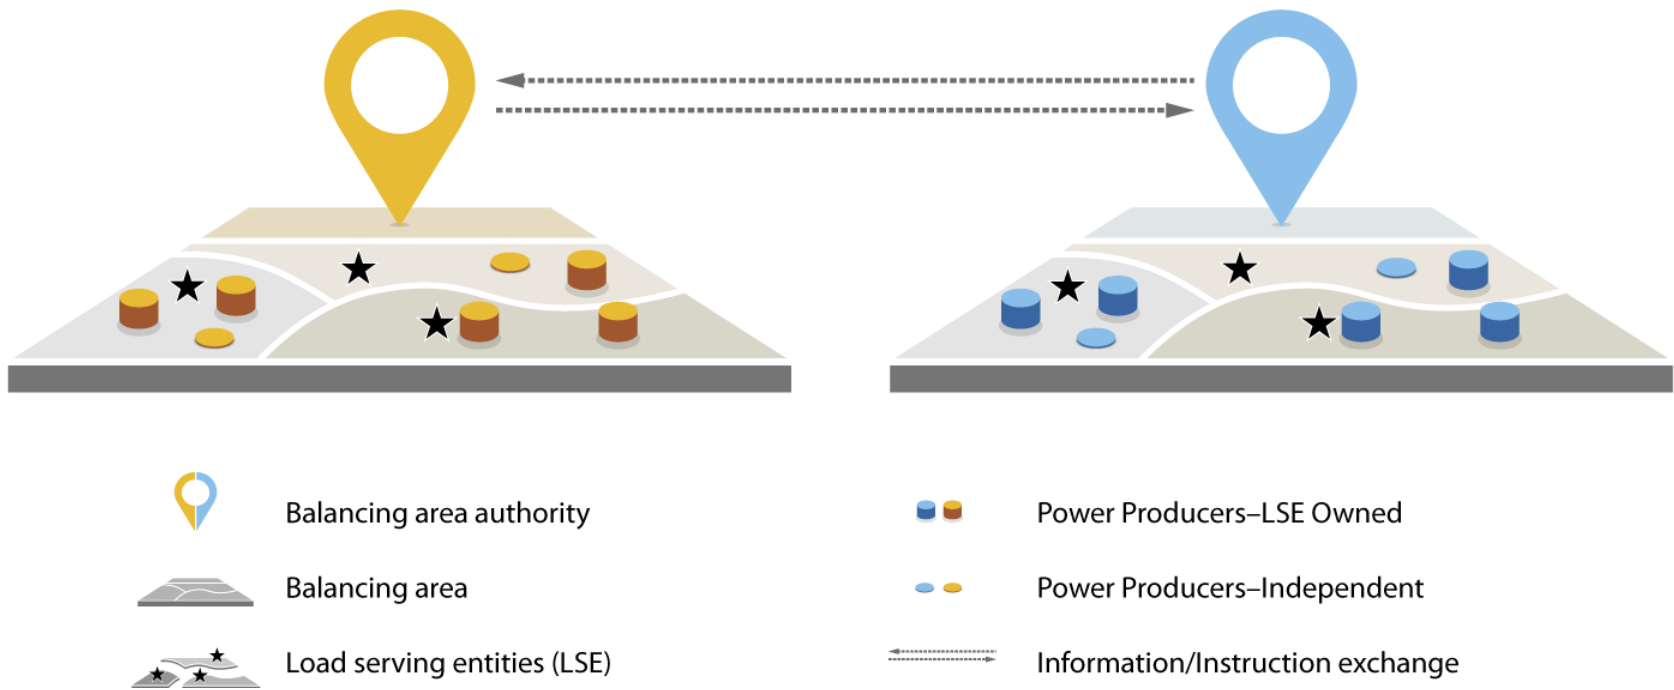 Balancing area authority
Power Producers–LSE Owned
Balancing area
Power Producers–Independent
Load serving entities (LSE)
Information/Instruction exchange